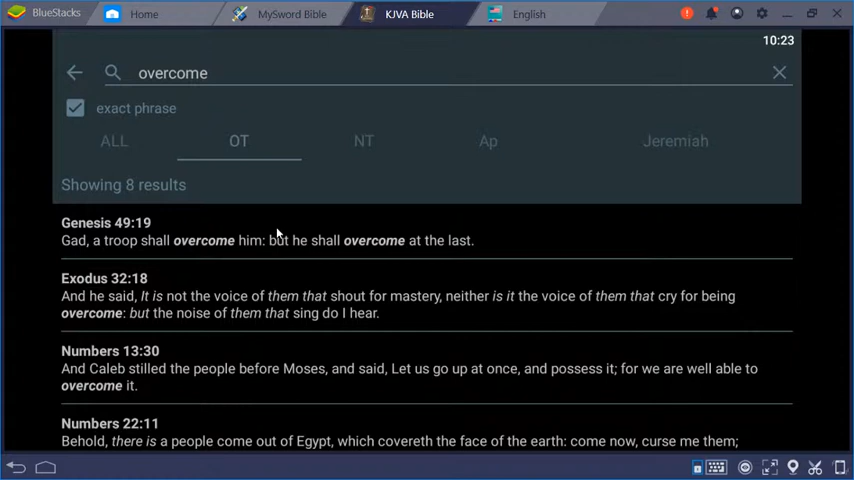 BlueStacks Home MySword Bible KJVA Bible English
10:23
overcome
exact phrase
ALL OT NT Ap Jeremiah
Showing 8 results
Genesis 49:19
Gad, a troop shall overcome him: but he shall overcome at the last.
Exodus 32:18
And he said, It is not the voice of them that shout for mastery, neither is it the voice of them that cry for being
overcome: but the noise of them that sing do I hear.
Numbers 13:30
And Caleb stilled the people before Moses, and said, Let us go up at once, and possess it; for we are well able to
overcome it.
Numbers 22:11
Behold, there is a people come out of Egypt, which covereth the face of the earth: come now, curse me them;